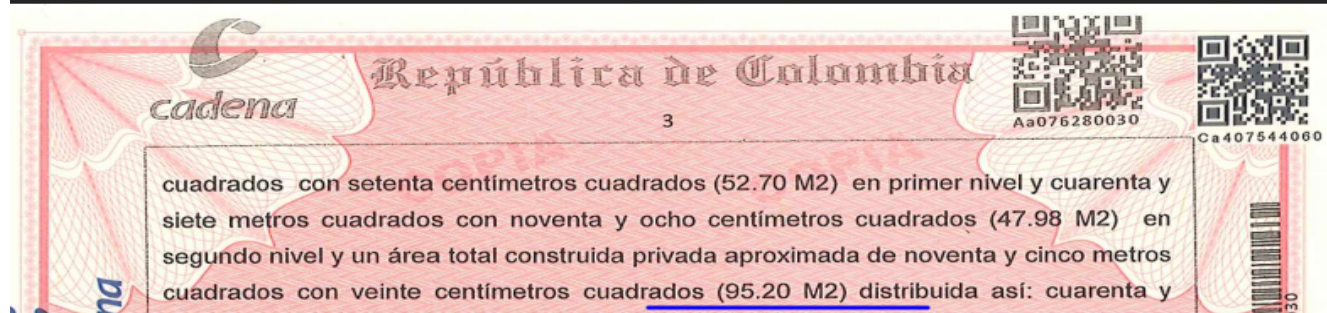 cadena
República de Colombia
3
Aa076280030
Ca407544060
COPIA COPIA
cuadrados con setenta centímetros cuadrados (52.70 M2) en primer nivel y cuarenta y
siete metros cuadrados con noventa y ocho centímetros cuadrados (47.98 M2) en
segundo nivel y un área total construida privada aproximada de noventa y cinco metros
cuadrados con veinte centímetros cuadrados (95.20 M2) distribuida así: cuarenta y